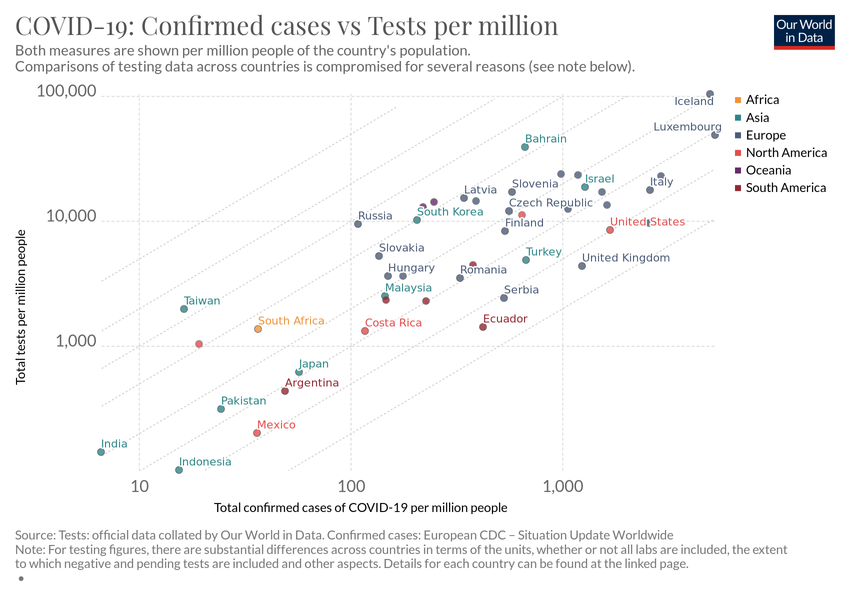 COVID-19: Confirmed cases vs Tests per million
Our World
in Data
Both measures are shown per million people of the country's population.
Comparisons of testing data across countries is compromised for several reasons (see note below).
100,000
Iceland
Africa
Asia
Luxembourg
Europe
Bahrain
North America
Oceania
South America
Israel
Italy
Slovenia
Latvia
Czech Republic
South Korea
Russia
10,000
Finland
United States
Slovakia
Turkey
United Kingdom
Hungary
Romania
Malaysia
Serbia
Taiwan
South Africa
Costa Rica
Ecuador
1,000
Japan
Argentina
Pakistan
Mexico
India
Indonesia
Total tests per million people
10
100
1,000
Total confirmed cases of COVID-19 per million people
Source: Tests: official data collated by Our World in Data. Confirmed cases: European CDC – Situation Update Worldwide
Note: For testing figures, there are substantial differences across countries in terms of the units, whether or not all labs are included, the extent
to which negative and pending tests are included and other aspects. Details for each country can be found at the linked page.